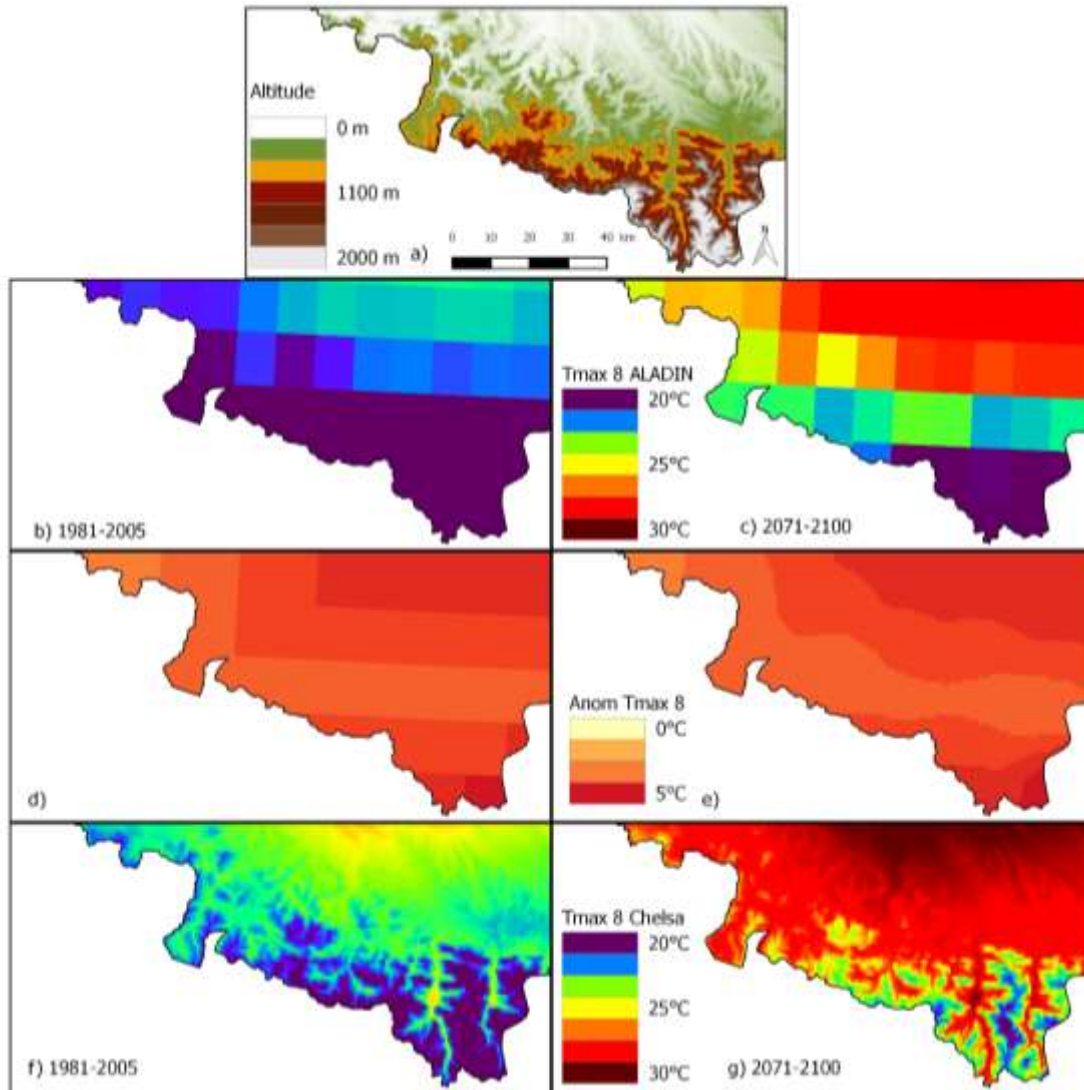 Altitude
0 m
1100 m
2000 m
a)
0 10 20 30 40 km
N
Tmax 8 ALADIN
20°C
25°C
30°C
b) 1981-2005
c) 2071-2100
Anom Tmax 8
0°C
5°C
d)
e)
Tmax 8 Chelsa
20°C
25°C
30°C
f) 1981-2005
g) 2071-2100